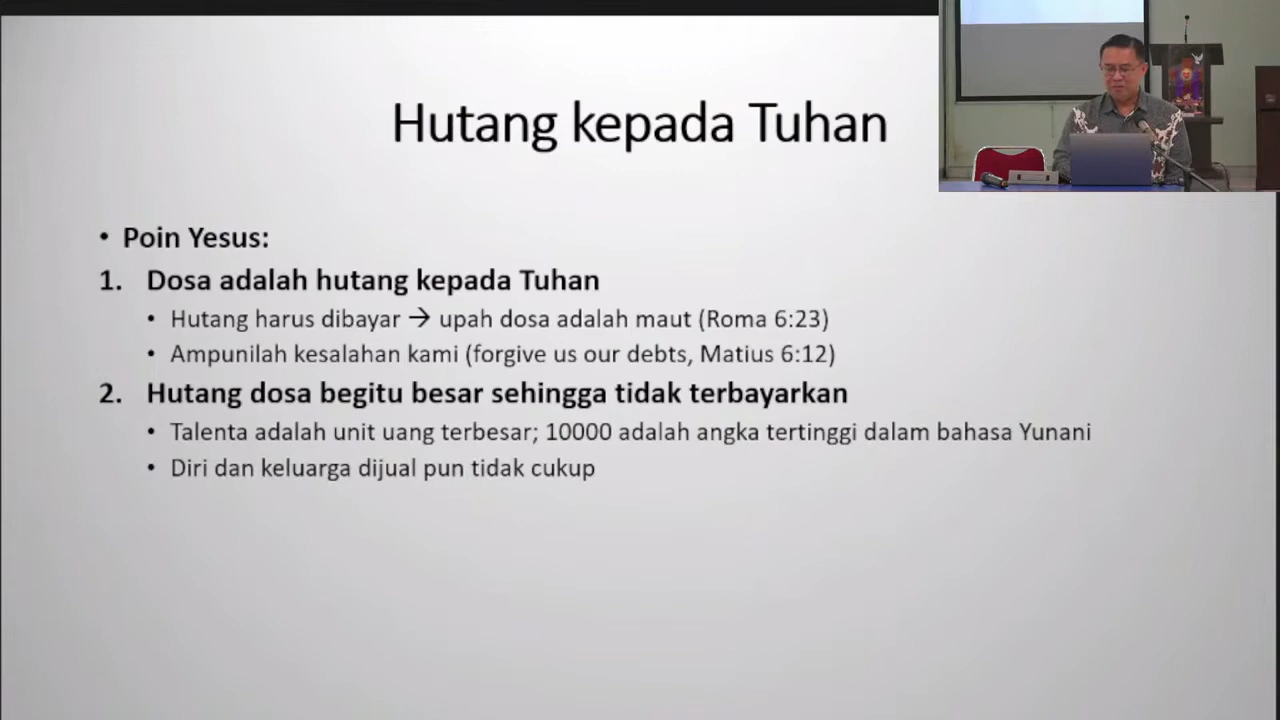 Hutang kepada Tuhan
• Poin Yesus:
1. Dosa adalah hutang kepada Tuhan
• Hutang harus dibayar → upah dosa adalah maut (Roma 6:23)
• Ampunilah kesalahan kami (forgive us our debts, Matius 6:12)
2. Hutang dosa begitu besar sehingga tidak terbayarkan
• Talenta adalah unit uang terbesar; 10000 adalah angka tertinggi dalam bahasa Yunani
• Diri dan keluarga dijual pun tidak cukup